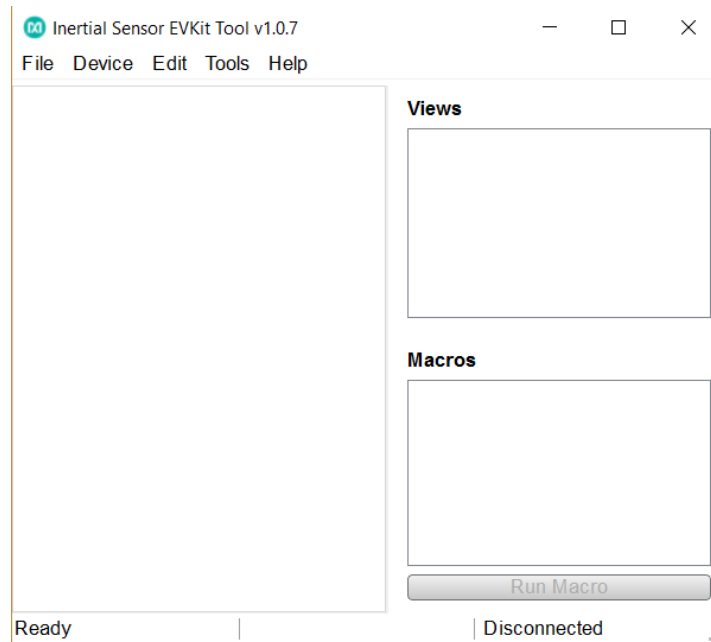 Inertial Sensor EVKit Tool v1.0.7
File Device Edit Tools Help
Views
Macros
Run Macro
Ready Disconnected